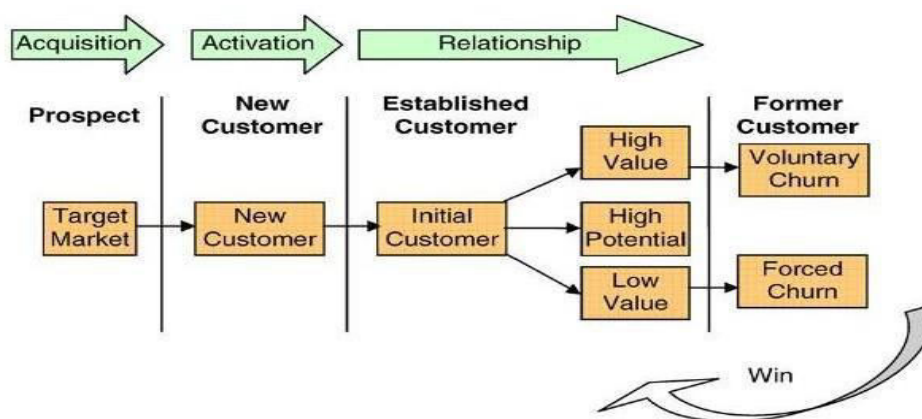 Acquisition
Activation
Relationship
Prospect
New
Customer
Established
Customer
Former
Customer
Target
Market
New
Customer
Initial
Customer
High
Value
High
Potential
Low
Value
Voluntary
Churn
Forced
Churn
Win